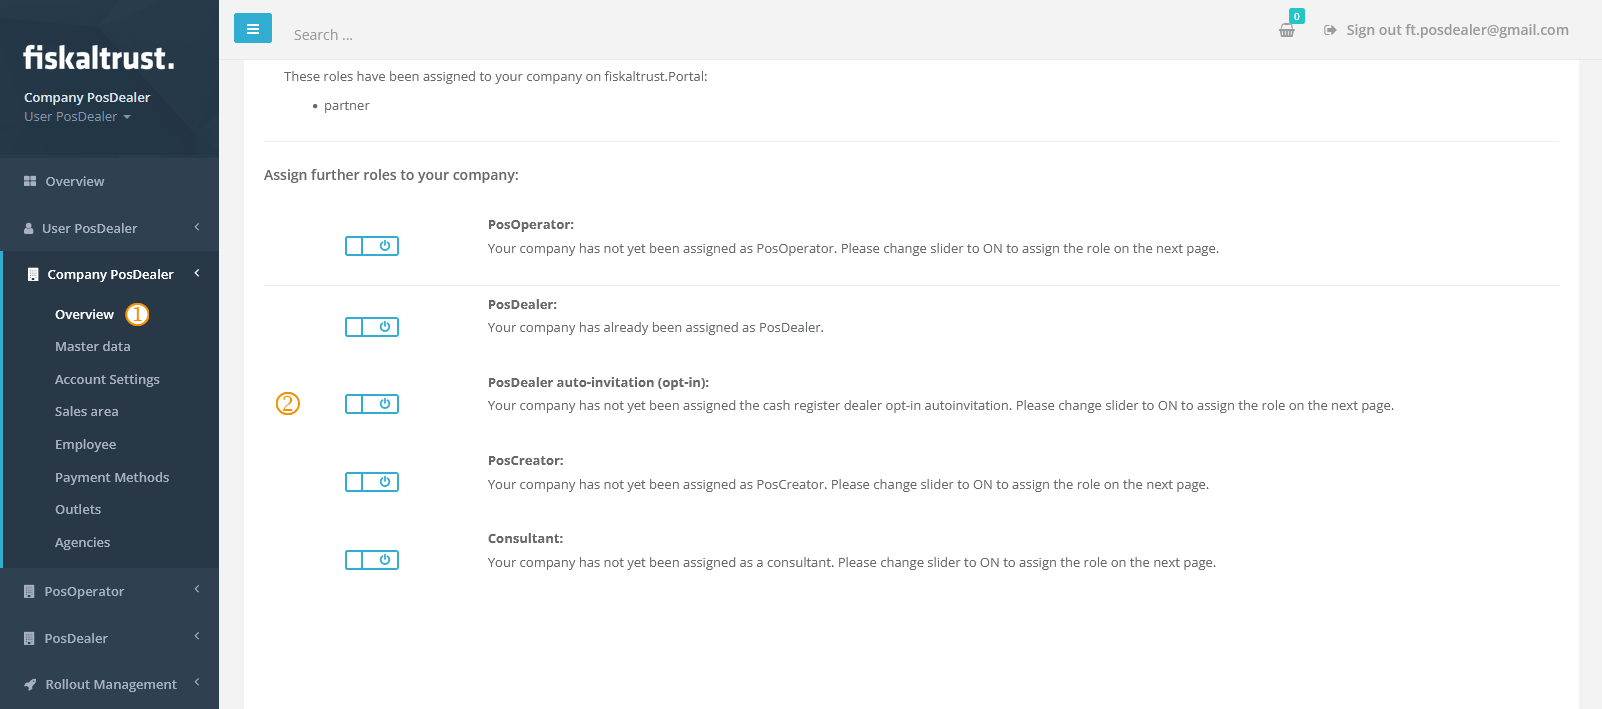 fiskaltrust.
Company PosDealer
User PosDealer
Overview
User PosDealer
Company PosDealer
Overview 1
Master data
Account Settings
Sales area
Employee
Payment Methods
Outlets
Agencies
PosOperator
PosDealer
Rollout Management
Search ...
0
Sign out ft.posdealer@gmail.com
These roles have been assigned to your company on fiskaltrust.Portal:
• partner
Assign further roles to your company:
PosOperator:
Your company has not yet been assigned as PosOperator. Please change slider to ON to assign the role on the next page.
PosDealer:
Your company has already been assigned as PosDealer.
2
PosDealer auto-invitation (opt-in):
Your company has not yet been assigned the cash register dealer opt-in autoinvitation. Please change slider to ON to assign the role on the next page.
PosCreator:
Your company has not yet been assigned as PosCreator. Please change slider to ON to assign the role on the next page.
Consultant:
Your company has not yet been assigned as a consultant. Please change slider to ON to assign the role on the next page.